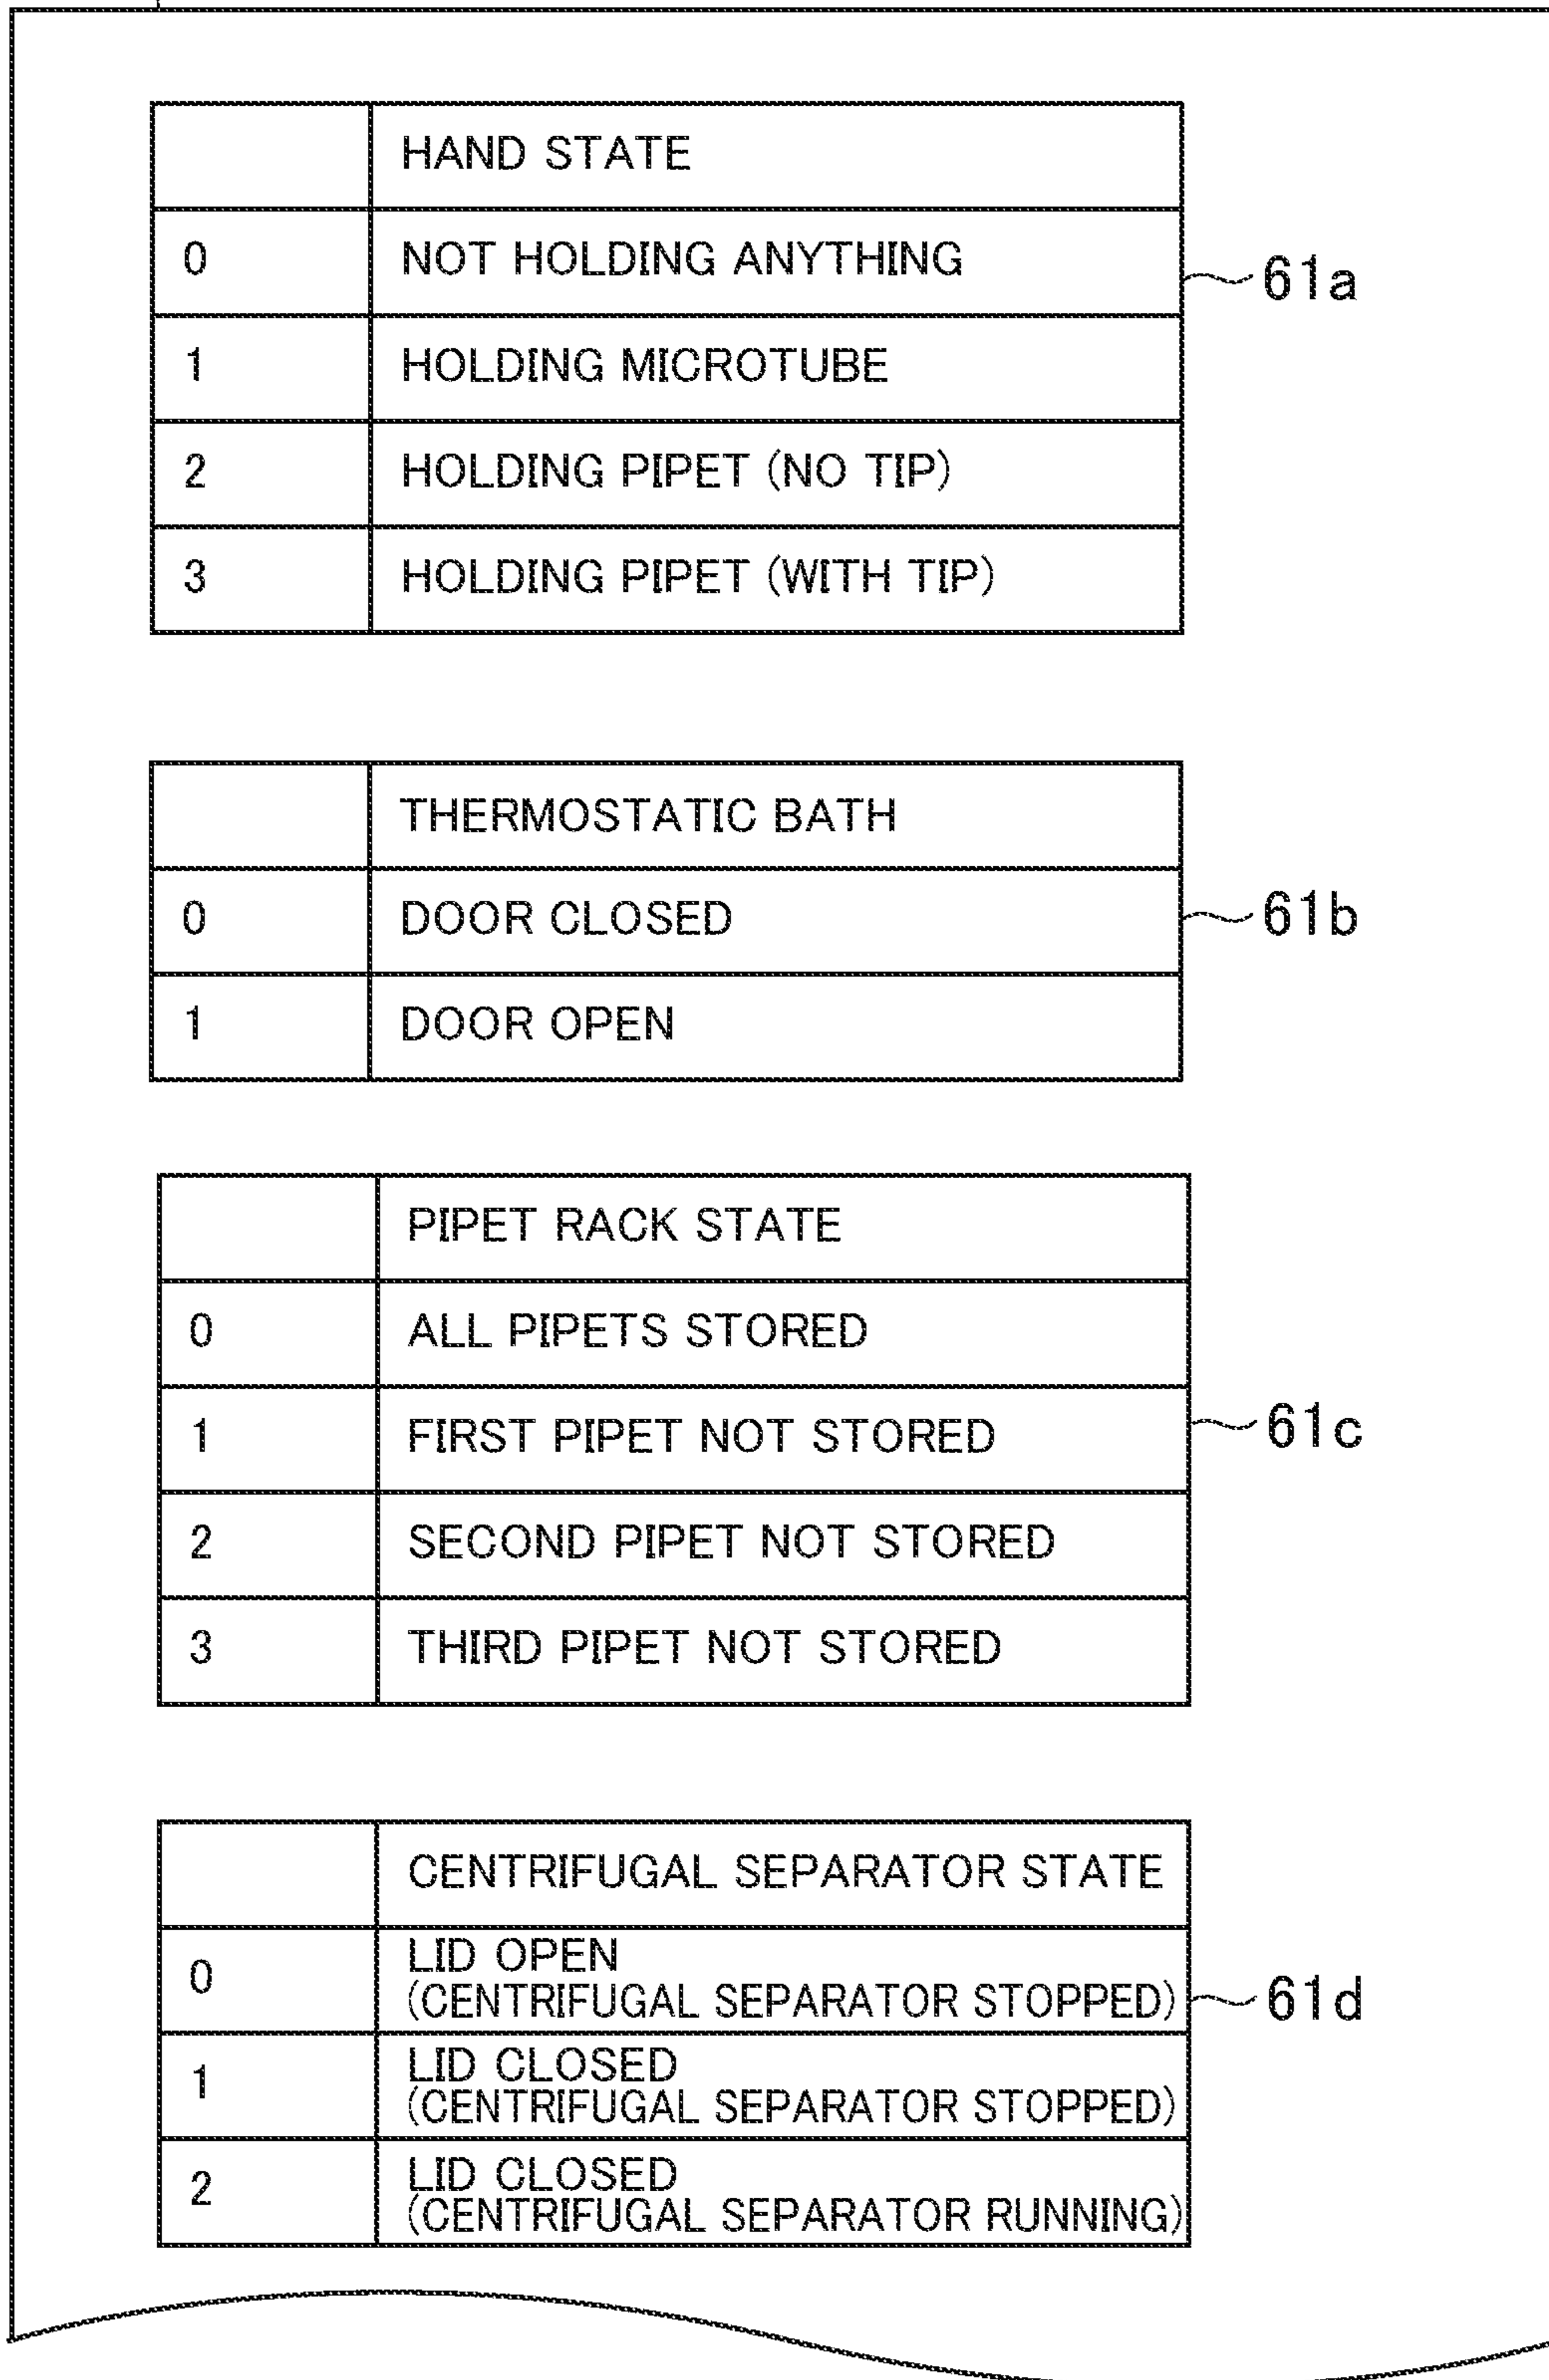 HAND STATE
0 NOT HOLDING ANYTHING
61a
1 HOLDING MICROTUBE
2 HOLDING PIPET (NO TIP)
3 HOLDING PIPET (WITH TIP)
THERMOSTATIC BATH
0 DOOR CLOSED
61b
1 DOOR OPEN
PIPET RACK STATE
0 ALL PIPETS STORED
1 FIRST PIPET NOT STORED
61c
2 SECOND PIPET NOT STORED
3 THIRD PIPET NOT STORED
CENTRIFUGAL SEPARATOR STATE
0 LID OPEN
(CENTRIFUGAL SEPARATOR STOPPED)
61d
1 LID CLOSED
(CENTRIFUGAL SEPARATOR STOPPED)
2 LID CLOSED
(CENTRIFUGAL SEPARATOR RUNNING)